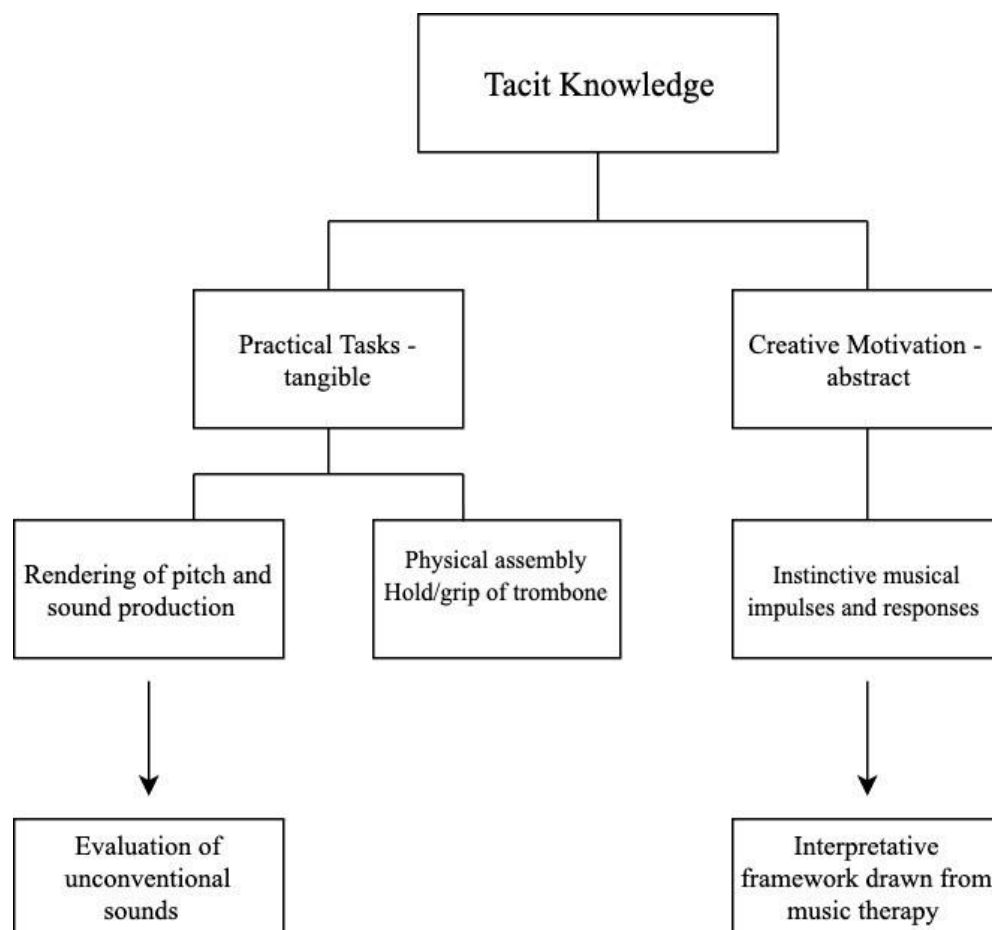 Tacit Knowledge
Practical Tasks -
tangible
Creative Motivation -
abstract
Rendering of pitch and
sound production
Physical assembly
Hold/grip of trombone
Instinctive musical
impulses and responses
Evaluation of
unconventional
sounds
Interpretative
framework drawn from
music therapy